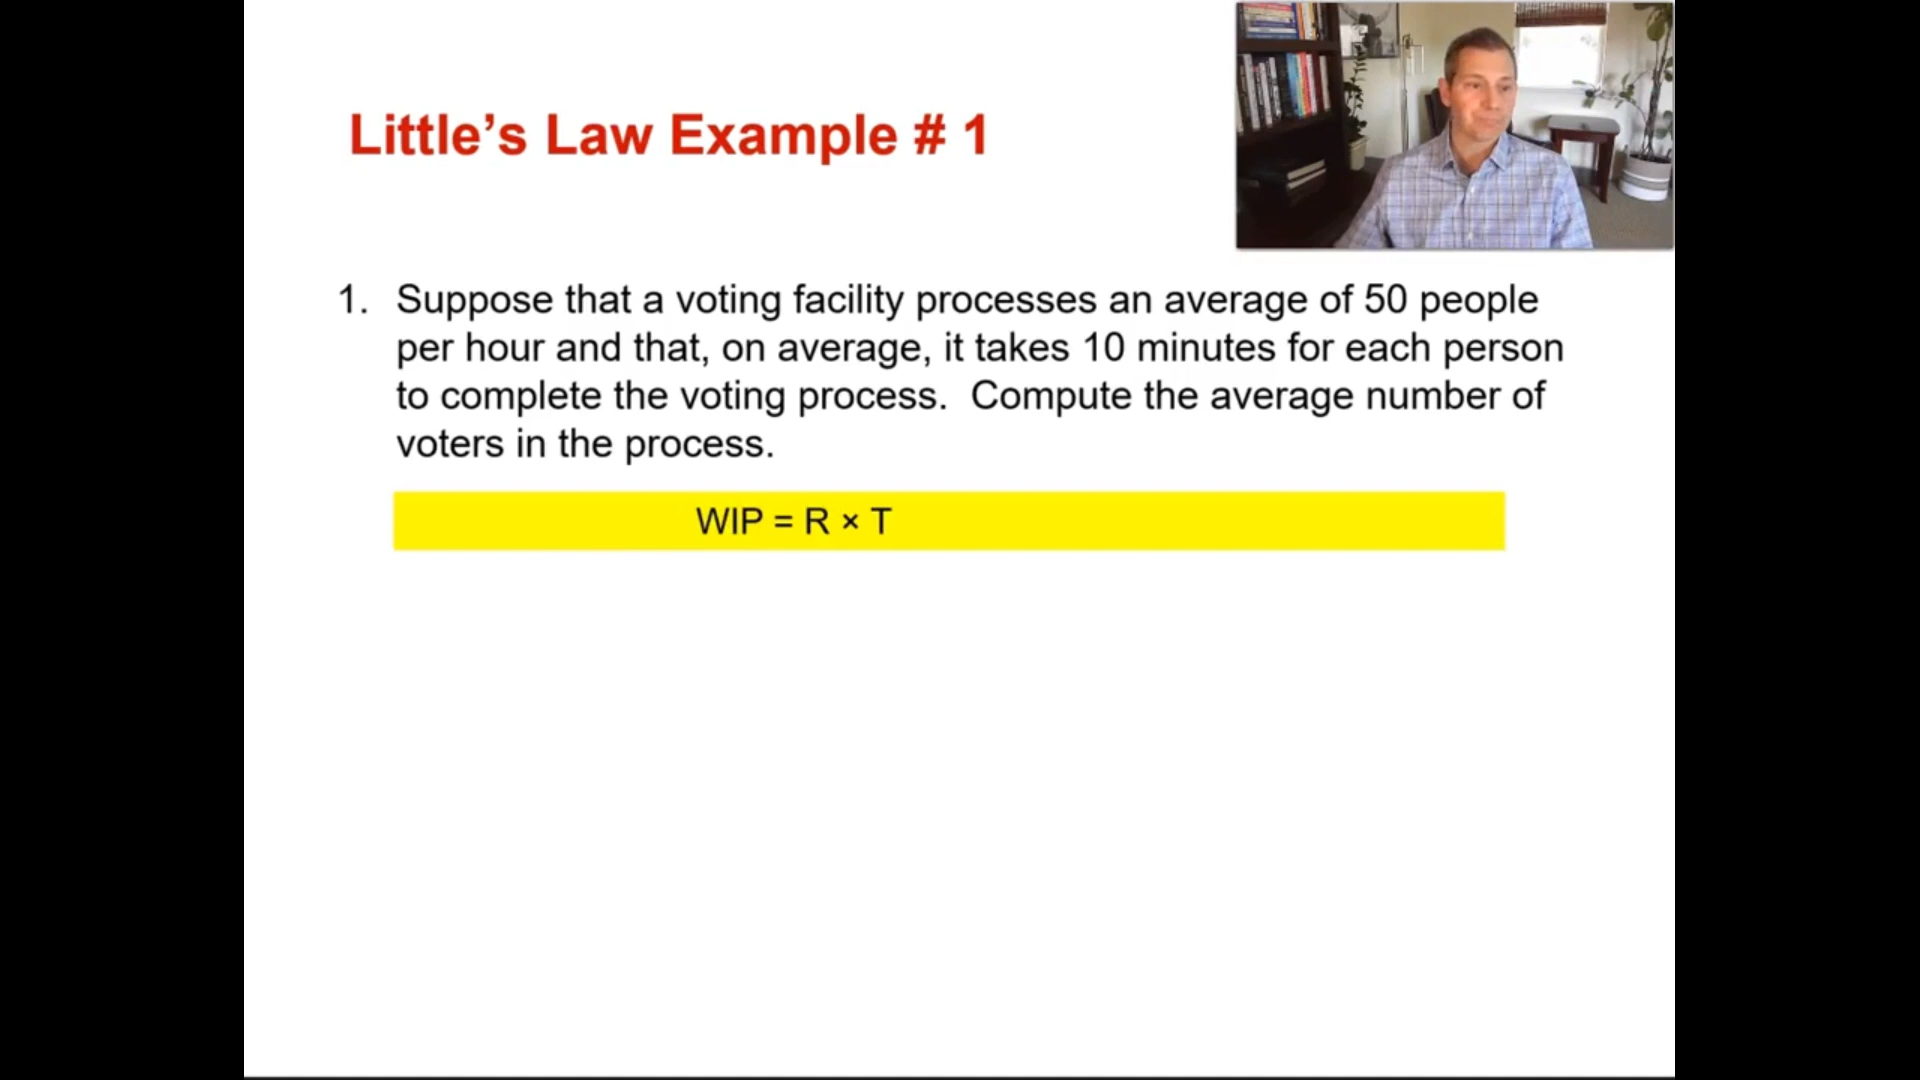 Little’s Law Example # 1
1. Suppose that a voting facility processes an average of 50 people
per hour and that, on average, it takes 10 minutes for each person
to complete the voting process.  Compute the average number of
voters in the process.
WIP = R × T